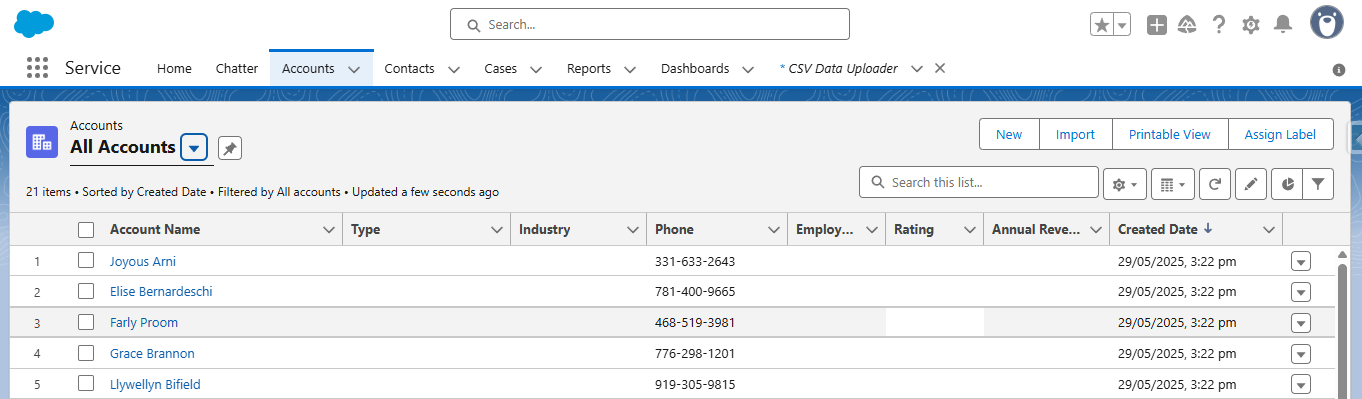 Search...
Service Home Chatter Accounts Contacts Cases Reports Dashboards * CSV Data Uploader
Accounts
All Accounts
New Import Printable View Assign Label
21 items • Sorted by Created Date • Filtered by All accounts • Updated a few seconds ago
Search this list...
Account Name Type Industry Phone Employ... Rating Annual Reve... Created Date
1 Joyous Arni 331-633-2643 29/05/2025, 3:22 pm
2 Elise Bernardeschi 781-400-9665 29/05/2025, 3:22 pm
3 Farly Proom 468-519-3981 29/05/2025, 3:22 pm
4 Grace Brannon 776-298-1201 29/05/2025, 3:22 pm
5 Llywellyn Bifield 919-305-9815 29/05/2025, 3:22 pm